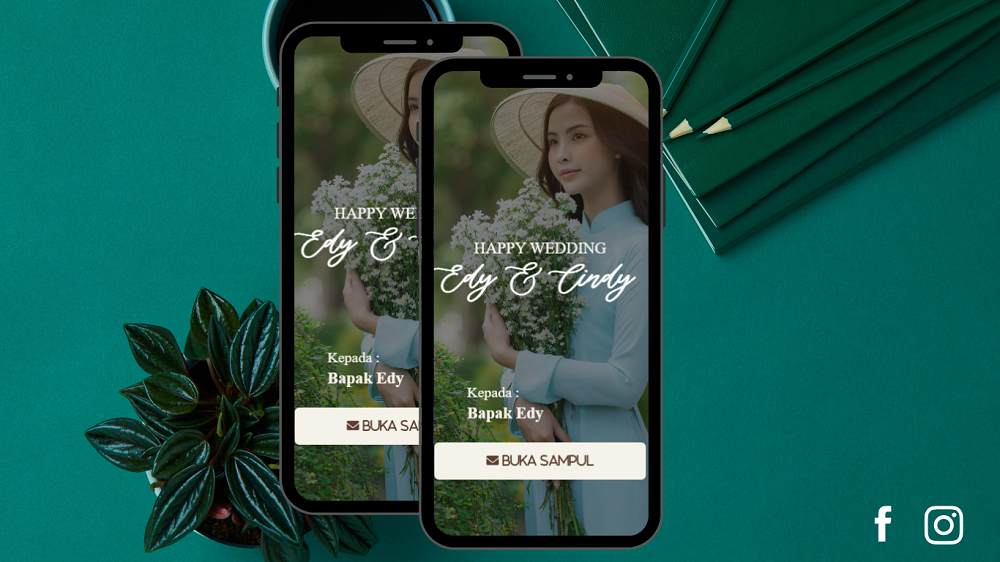 HAPPY WE
Edy &
Kepada :
Bapak Edy
BUKA SA
HAPPY WEDDING
Edy & Cindy
Kepada :
Bapak Edy
BUKA SAMPUL